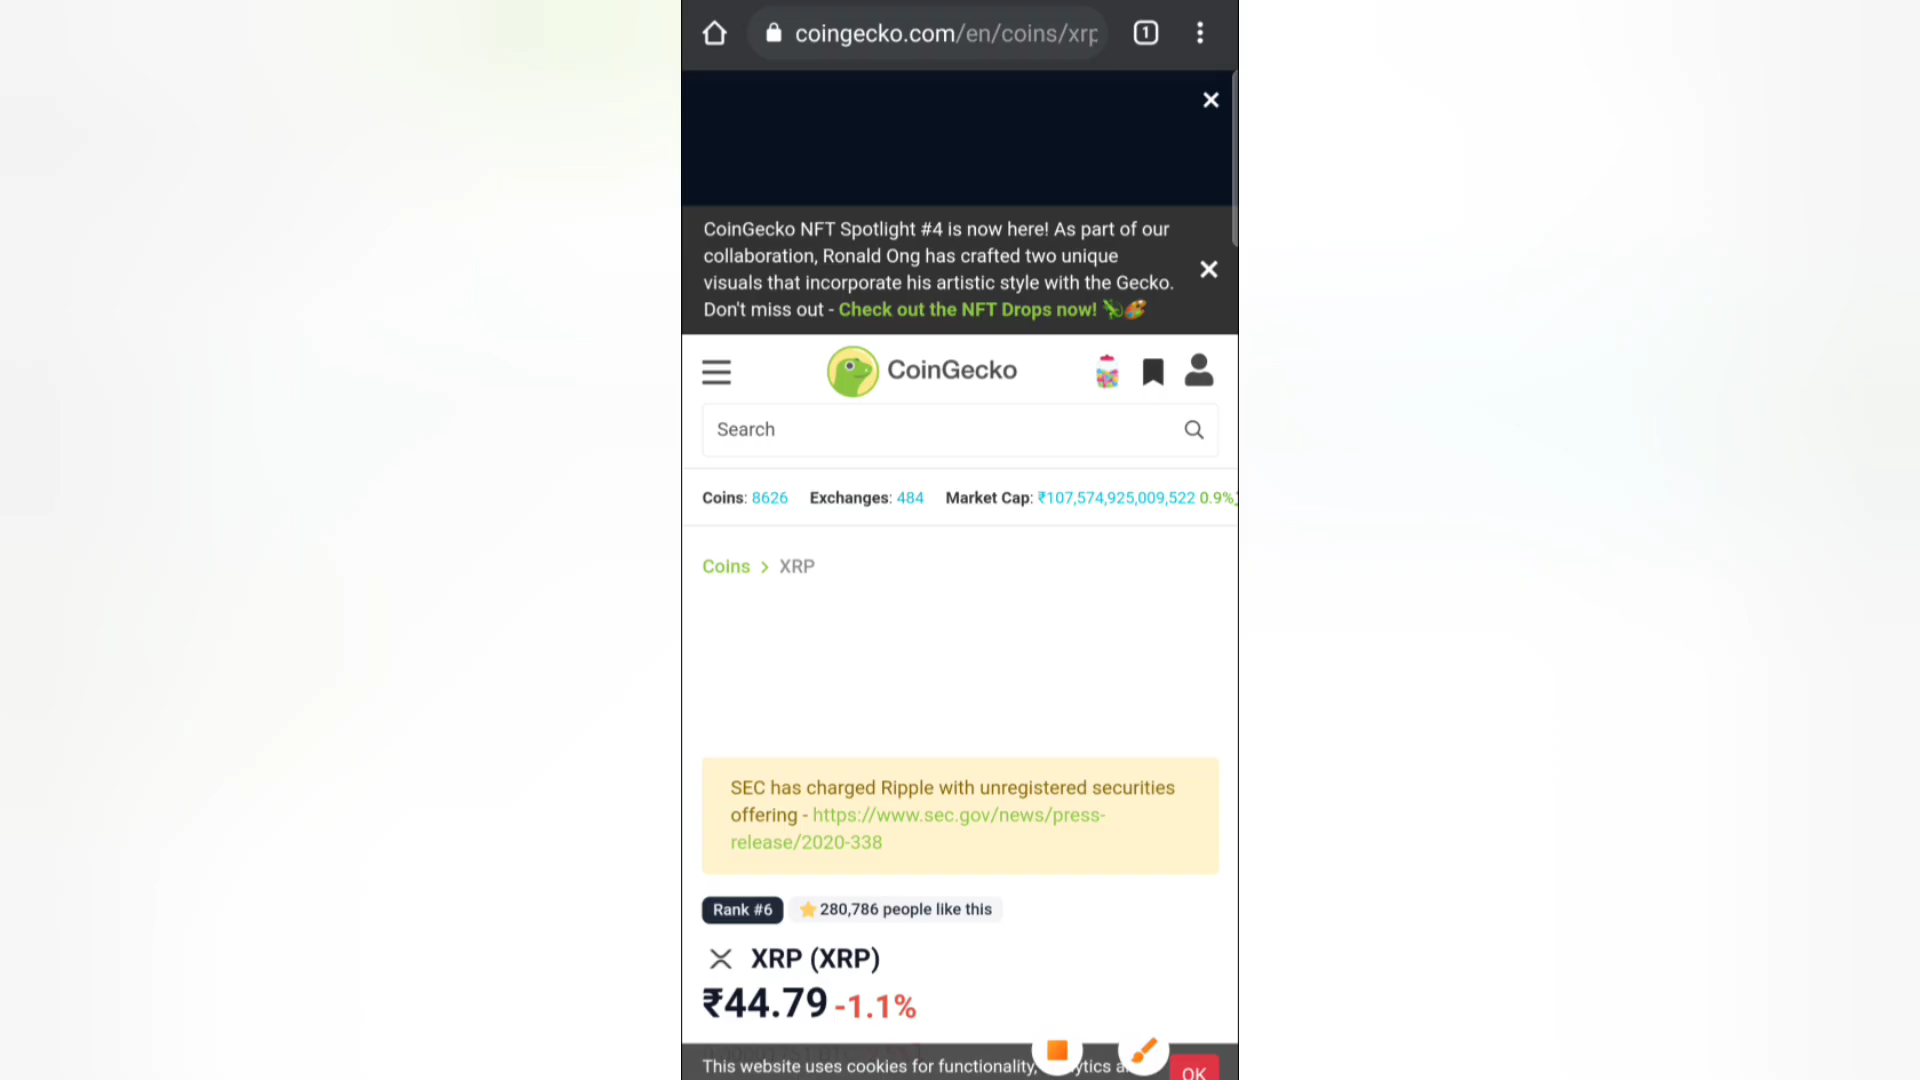 coingecko.com/en/coins/xrp
1
CoinGecko NFT Spotlight #4 is now here! As part of our
collaboration, Ronald Ong has crafted two unique
visuals that incorporate his artistic style with the Gecko.
Don't miss out - Check out the NFT Drops now!
CoinGecko
Search
Coins: 8626 Exchanges: 484 Market Cap: ₹107,574,925,009,522 0.9%
Coins > XRP
SEC has charged Ripple with unregistered securities
offering - https://www.sec.gov/news/press-
release/2020-338
Rank #6 280,786 people like this
XRP (XRP)
₹44.79 -1.1%
This website uses cookies for functionality,
OK